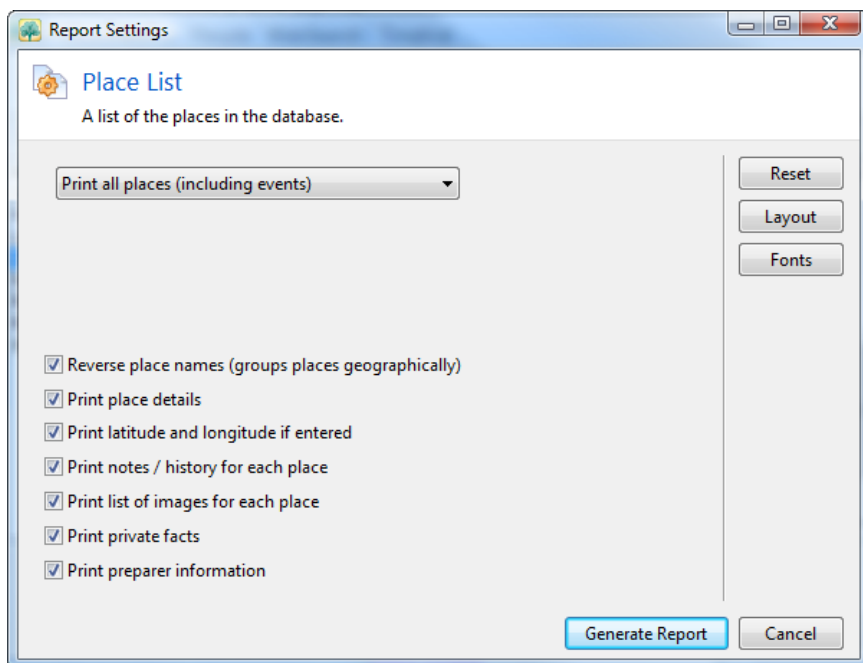 Report Settings
Place List
A list of the places in the database.
Print all places (including events)
Reset
Layout
Fonts
Reverse place names (groups places geographically)
Print place details
Print latitude and longitude if entered
Print notes / history for each place
Print list of images for each place
Print private facts
Print preparer information
Generate Report
Cancel